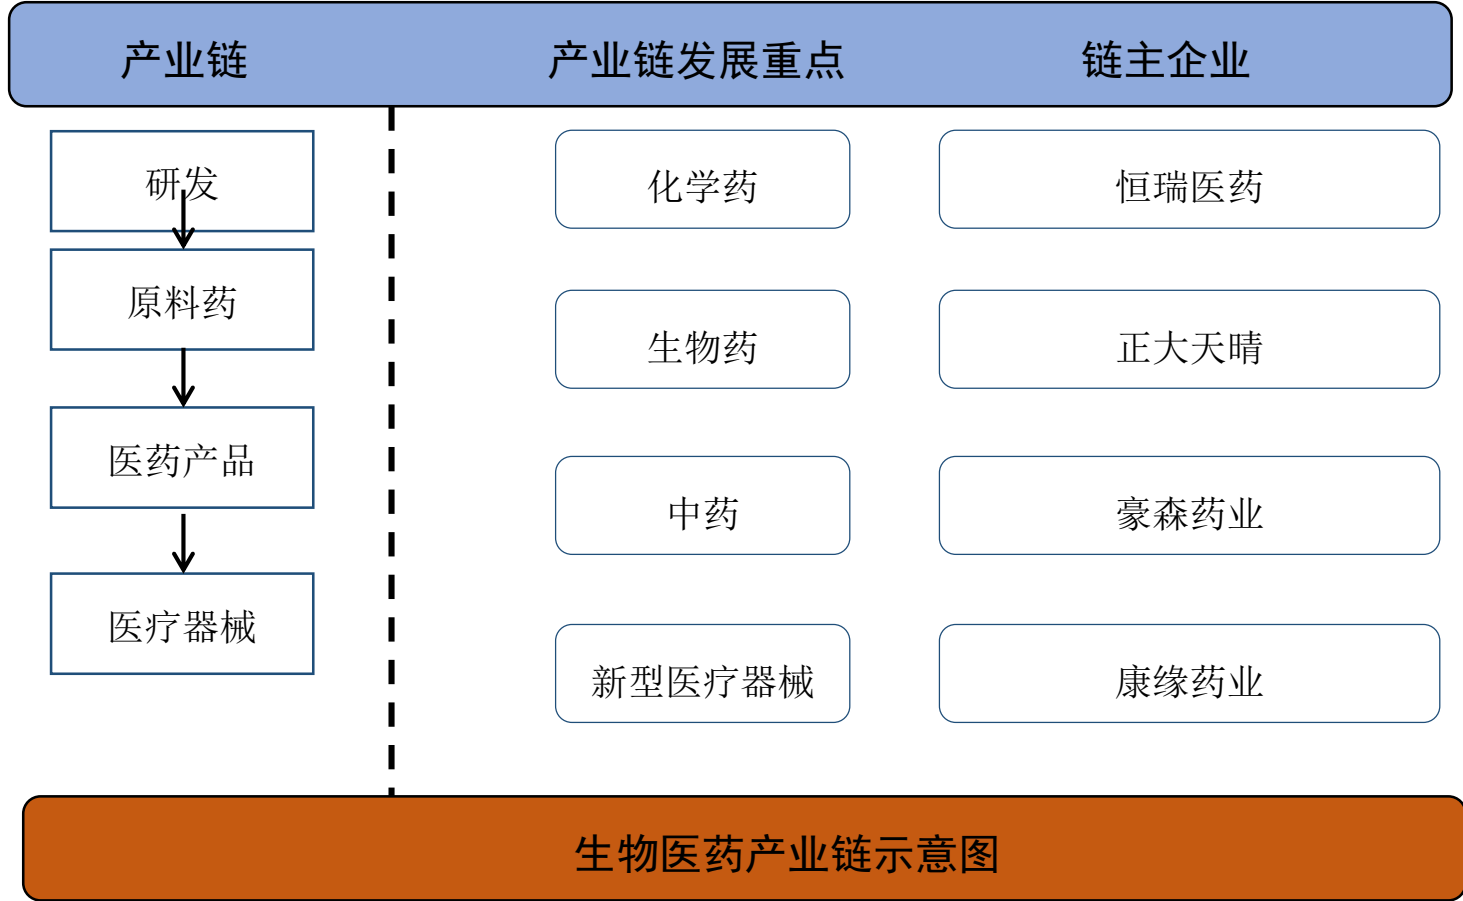 产业链
产业链发展重点
链主企业
研发
化学药
恒瑞医药
原料药
生物药
正大天晴
医药产品
中药
豪森药业
医疗器械
新型医疗器械
康缘药业
生物医药产业链示意图